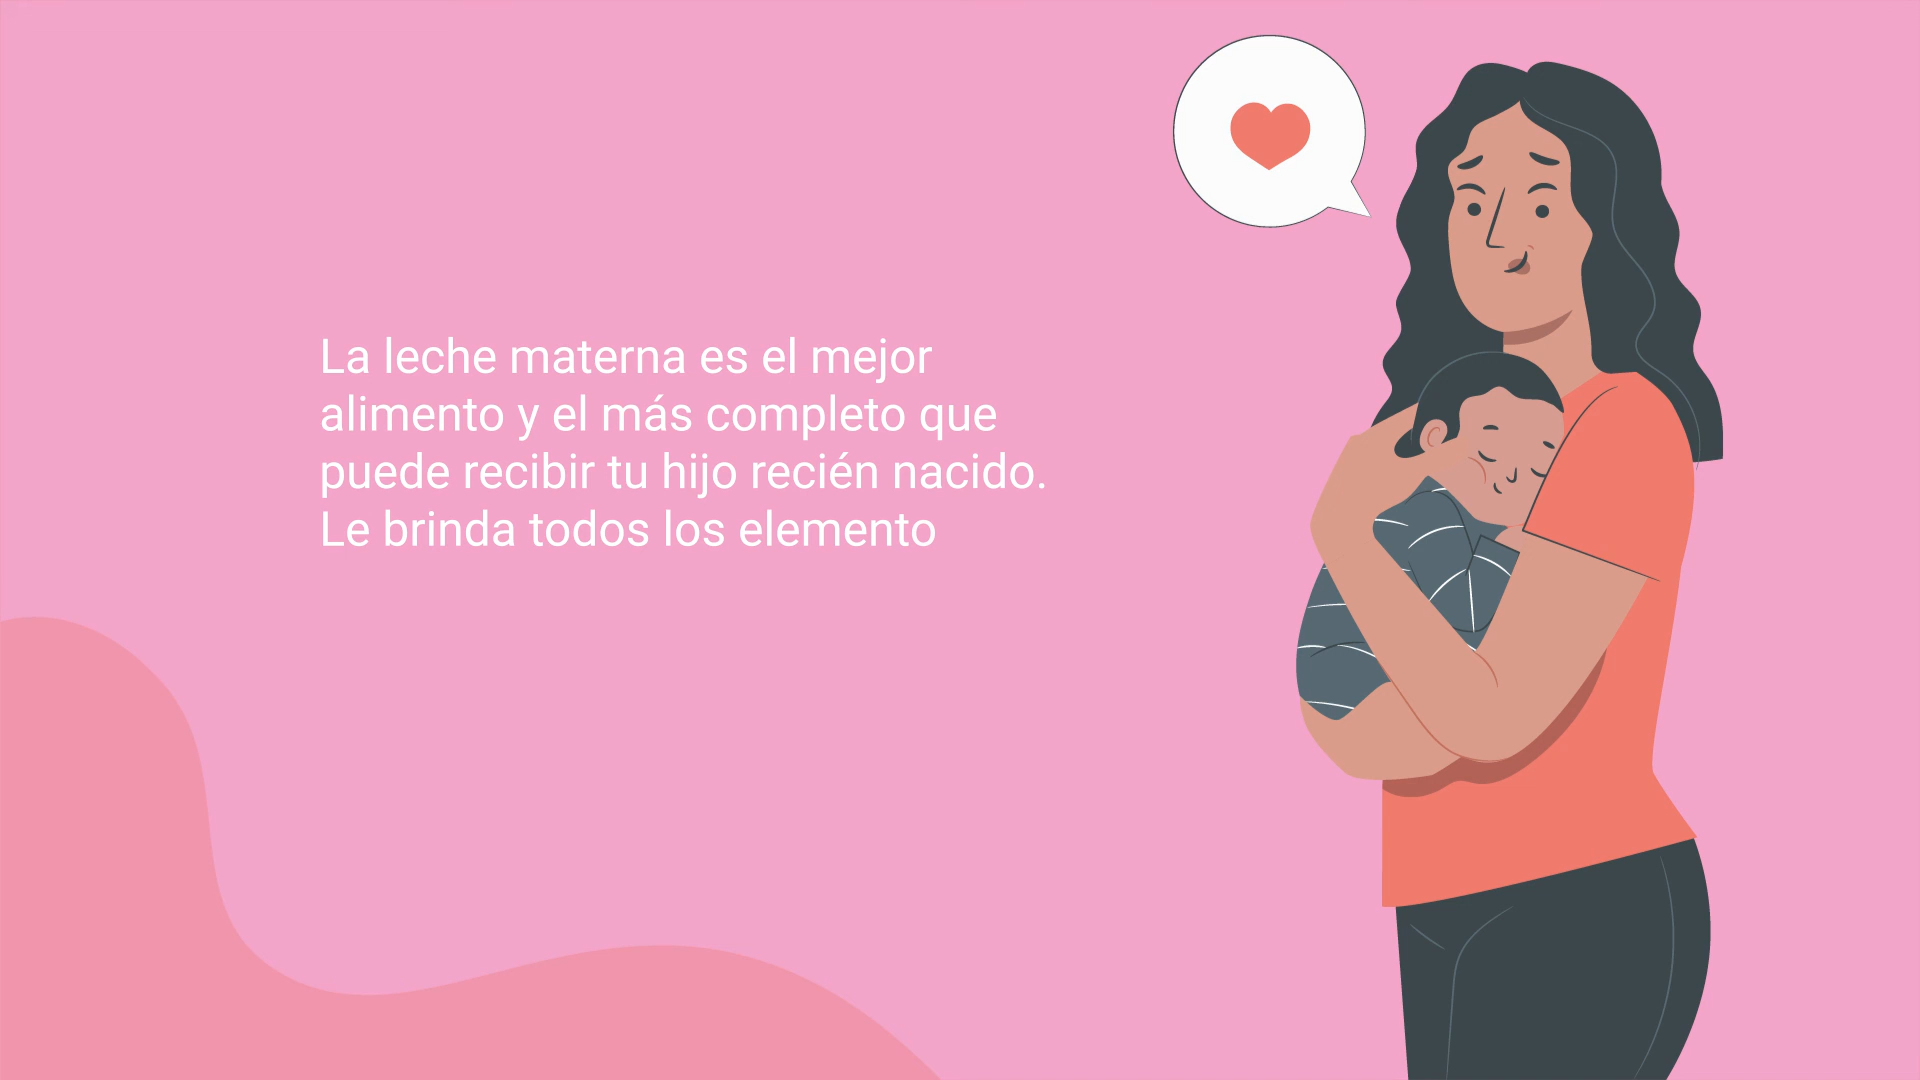 La leche materna es el mejor
alimento y el más completo que
puede recibir tu hijo recién nacido.
Le brinda todos los elemento